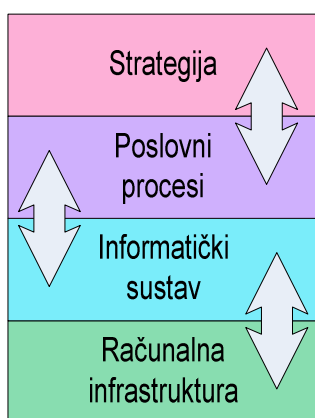 Strategija
Poslovni
procesi
Informatički
sustav
Računalna
infrastruktura